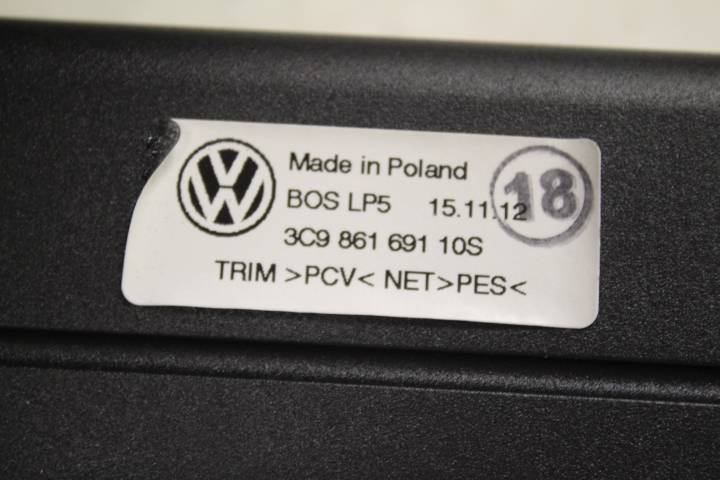 Made in Poland
BOS LP5 15.11.12
18
3C9 861 691 10S
TRIM >PCV< NET>PES<